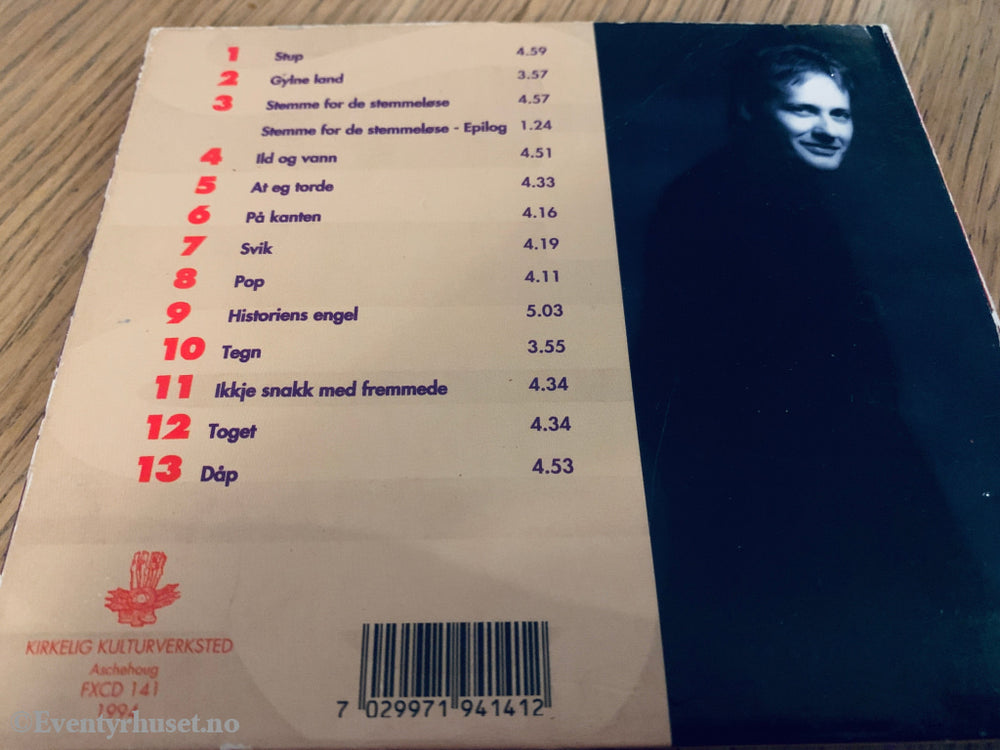 1 Stup 4.59
2 Gylne land 3.57
3 Stemme for de stemmeløse 4.57
Stemme for de stemmeløse - Epilog 1.24
4 Ild og vann 4.51
5 At eg torde 4.33
6 På kanten 4.16
7 Svik 4.19
8 Pop 4.11
9 Historiens engel 5.03
10 Tegn 3.55
11 Ikkje snakk med fremmede 4.34
12 Toget 4.34
13 Dåp 4.53
KIRKELIG KULTURVERKSTED
Aschehoug
FXCD 141
1994
7 029971 941412
©Eventyrhuset.no